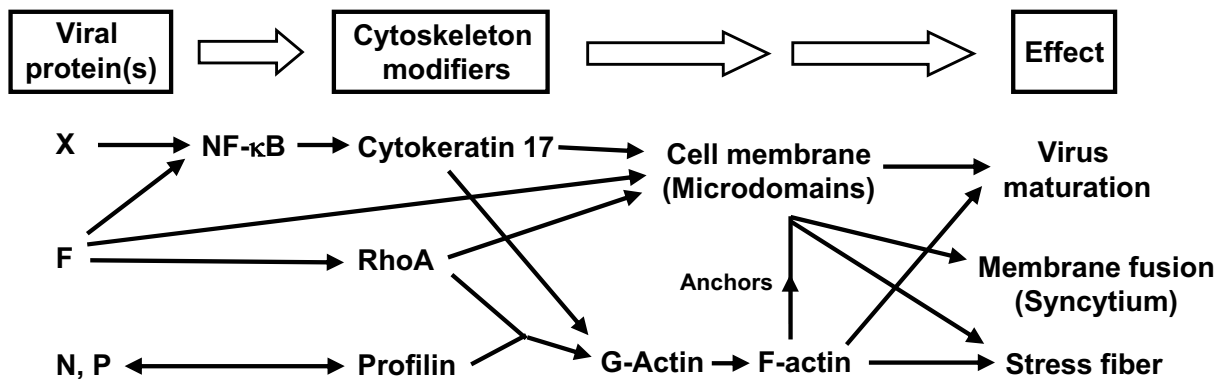 Viral
protein(s)
Cytoskeleton
modifiers
Effect
X
NF-κB
Cytokeratin 17
Cell membrane
(Microdomains)
Virus
maturation
F
RhoA
Anchors
Membrane fusion
(Syncytium)
N, P
Profilin
G-Actin
F-actin
Stress fiber